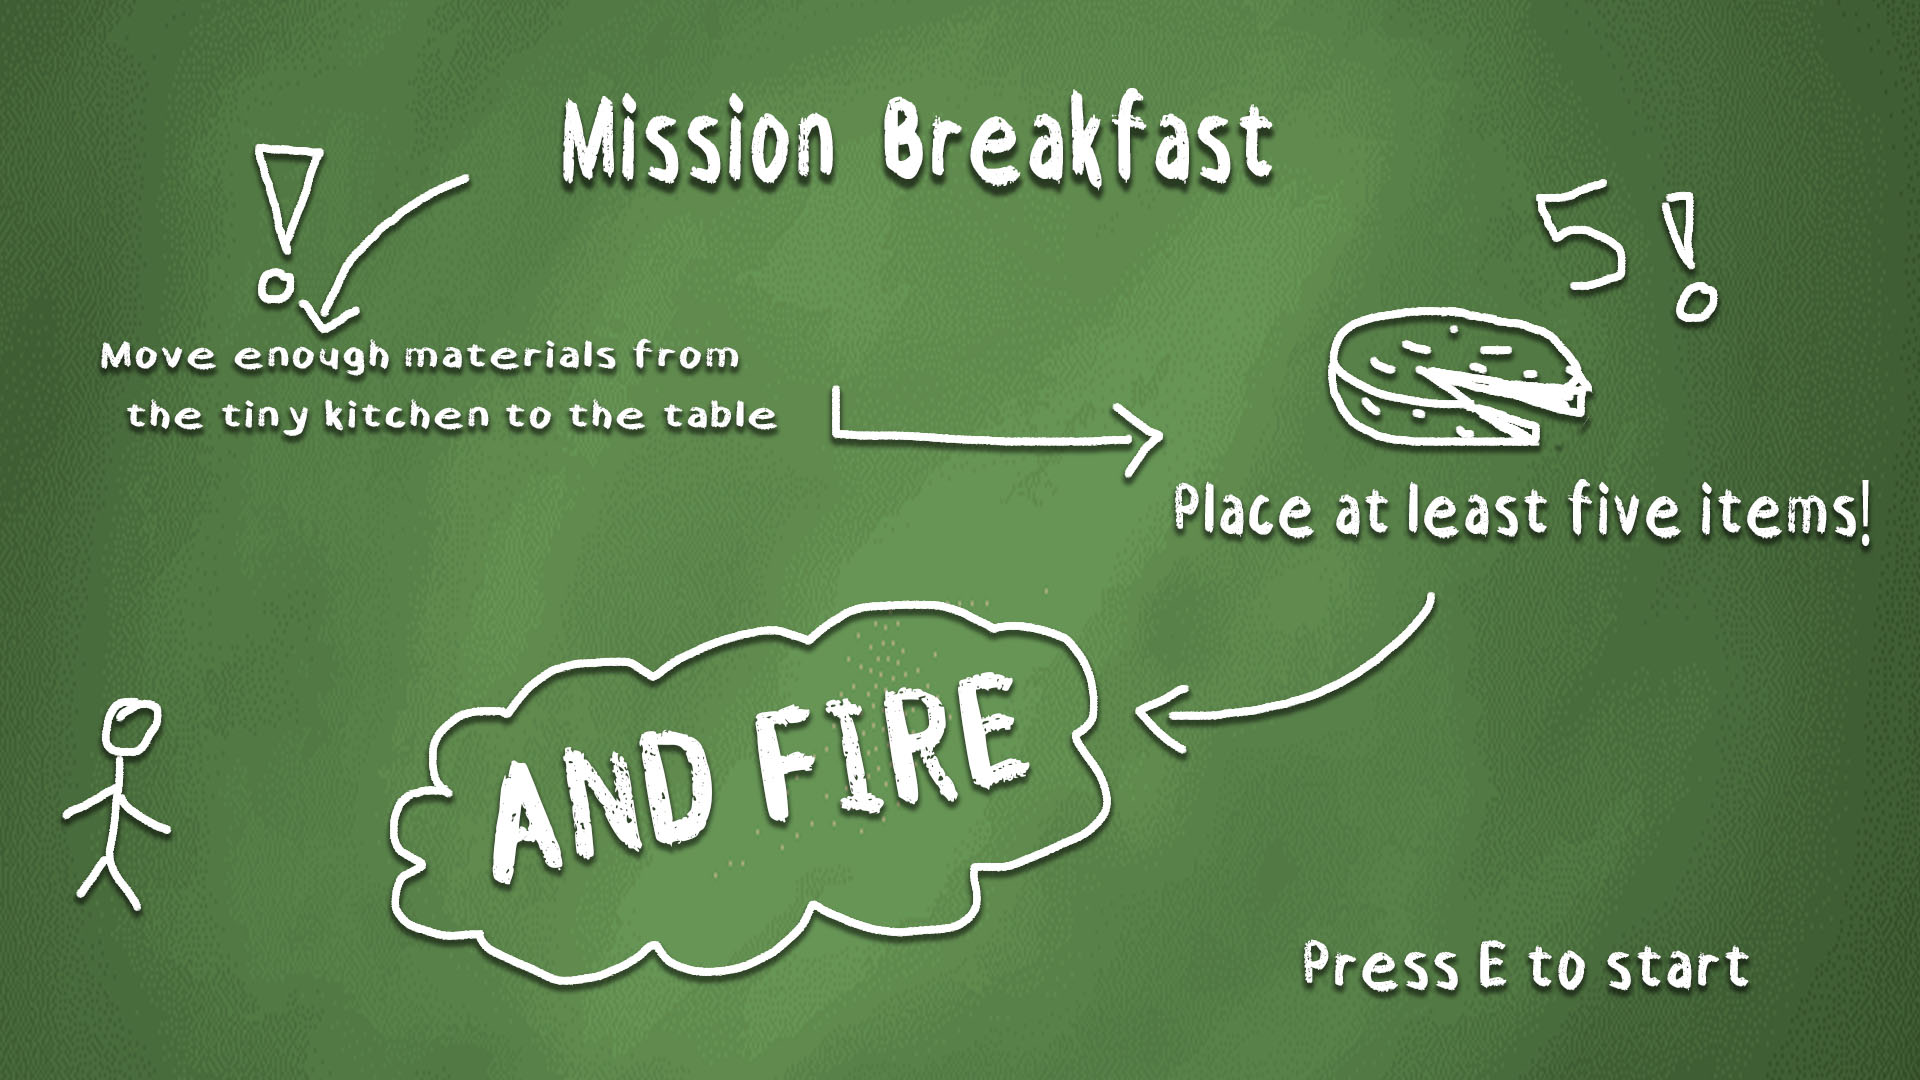 Mission Breakfast
5!
Move enough materials from
the tiny kitchen to the table
Place at least five items!
AND FIRE
Press E to start